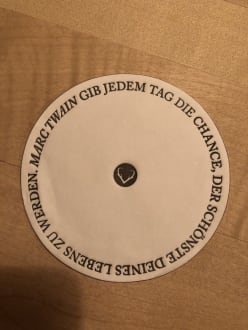 GIB JEDEM TAG DIE CHANCE, DER SCHÖNSTE DEINES LEBENS ZU WERDEN. MARC TWAIN